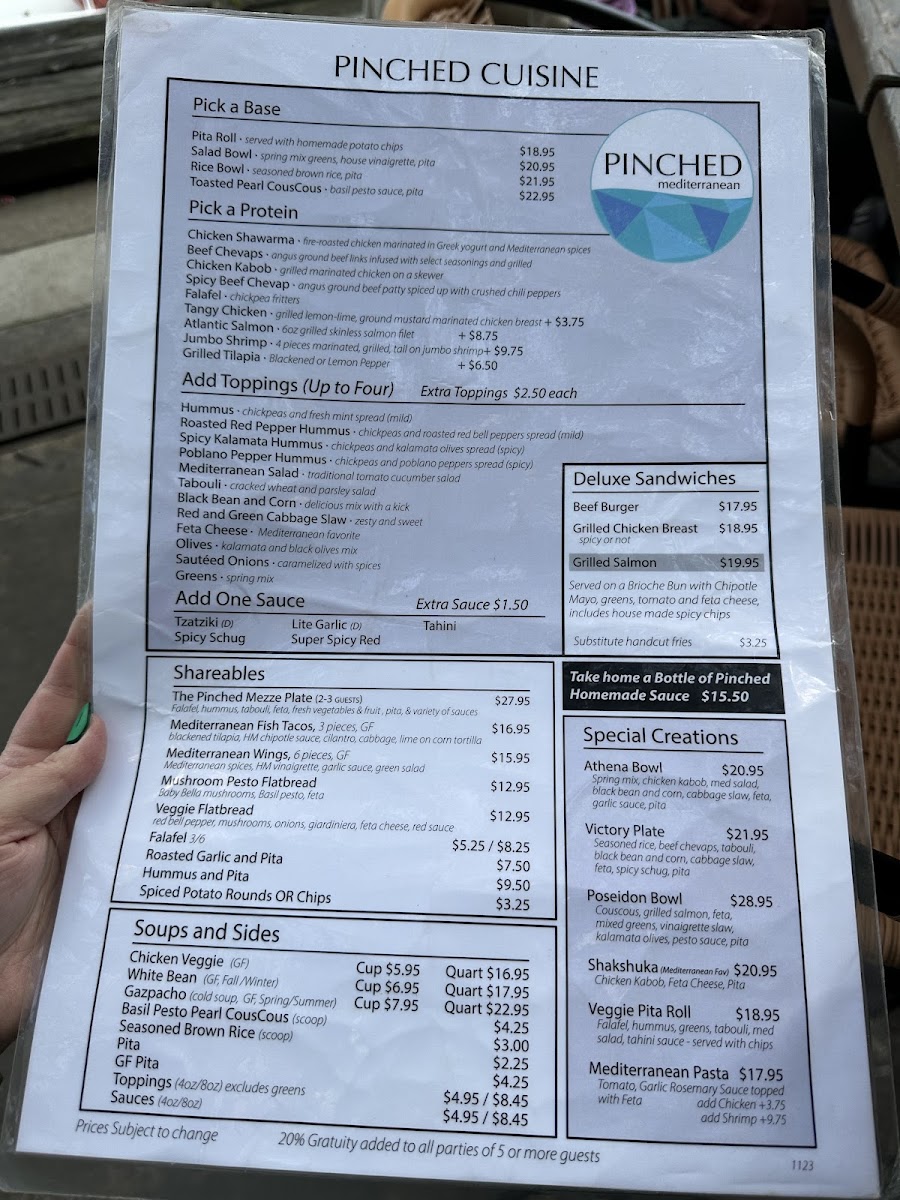 PINCHED CUISINE
PINCHED
mediterranean
Pick a Base
Pita Roll · served with homemade potato chips $18.95
Salad Bowl · spring mix greens, house vinaigrette, pita $20.95
Rice Bowl · seasoned brown rice, pita $21.95
Toasted Pearl CousCous · basil pesto sauce, pita $22.95
Pick a Protein
Chicken Shawarma · fire-roasted chicken marinated in Greek yogurt and Mediterranean spices
Beef Chevaps · angus ground beef links infused with select seasonings and grilled
Chicken Kabob · grilled marinated chicken on a skewer
Spicy Beef Chevap · angus ground beef patty spiced up with crushed chili peppers
Falafel · chickpea fritters
Tangy Chicken · grilled lemon-lime, ground mustard marinated chicken breast + $3.75
Atlantic Salmon · 6oz grilled skinless salmon filet + $8.75
Jumbo Shrimp · 4 pieces marinated, grilled, tail on jumbo shrimp+ $9.75
Grilled Tilapia · Blackened or Lemon Pepper + $6.50
Add Toppings (Up to Four) Extra Toppings $2.50 each
Hummus · chickpeas and fresh mint spread (mild)
Roasted Red Pepper Hummus · chickpeas and roasted red bell peppers spread (mild)
Spicy Kalamata Hummus · chickpeas and kalamata olives spread (spicy)
Poblano Pepper Hummus · chickpeas and poblano peppers spread (spicy)
Mediterranean Salad · traditional tomato cucumber salad
Tabouli · cracked wheat and parsley salad
Black Bean and Corn · delicious mix with a kick
Red and Green Cabbage Slaw · zesty and sweet
Feta Cheese · Mediterranean favorite
Olives · kalamata and black olives mix
Sautéed Onions · caramelized with spices
Greens · spring mix
Add One Sauce Extra Sauce $1.50
Tzatziki (D) Lite Garlic (D) Tahini
Spicy Schug Super Spicy Red
Deluxe Sandwiches
Beef Burger $17.95
Grilled Chicken Breast $18.95
spicy or not
Grilled Salmon $19.95
Served on a Brioche Bun with Chipotle
Mayo, greens, tomato and feta cheese,
includes house made spicy chips
Substitute handcut fries $3.25
Take home a Bottle of Pinched
Homemade Sauce $15.50
Shareables
The Pinched Mezze Plate (2-3 GUESTS) $27.95
Falafel, hummus, tabouli, feta, fresh vegetables & fruit, pita, & variety of sauces
Mediterranean Fish Tacos, 3 pieces, GF $16.95
blackened tilapia, HM chipotle sauce, cilantro, cabbage, lime on corn tortilla
Mediterranean Wings, 6 pieces, GF $15.95
Mediterranean spices, HM vinaigrette, garlic sauce, green salad
Mushroom Pesto Flatbread $12.95
Baby Bella mushrooms, Basil pesto, feta
Veggie Flatbread $12.95
red bell pepper, mushrooms, onions, giardiniera, feta cheese, red sauce
Falafel 3/6 $5.25 / $8.25
Roasted Garlic and Pita $7.50
Hummus and Pita $9.50
Spiced Potato Rounds OR Chips $3.25
Soups and Sides
Chicken Veggie (GF) Cup $5.95 Quart $16.95
White Bean (GF, Fall /Winter) Cup $6.95 Quart $17.95
Gazpacho (cold soup, GF, Spring/Summer) Cup $7.95 Quart $22.95
Basil Pesto Pearl CousCous (scoop) $4.25
Seasoned Brown Rice (scoop) $3.00
Pita $2.25
GF Pita $4.25
Toppings (4oz/8oz) excludes greens $4.95 / $8.45
Sauces (4oz/8oz) $4.95 / $8.45
Special Creations
Athena Bowl $20.95
Spring mix, chicken kabob, med salad,
black bean and corn, cabbage slaw, feta,
garlic sauce, pita
Victory Plate $21.95
Seasoned rice, beef chevaps, tabouli,
black bean and corn, cabbage slaw,
feta, spicy schug, pita
Poseidon Bowl $28.95
Couscous, grilled salmon, feta,
mixed greens, vinaigrette slaw,
kalamata olives, pesto sauce, pita
Shakshuka (Mediterranean Fav) $20.95
Chicken Kabob, Feta Cheese, Pita
Veggie Pita Roll $18.95
Falafel, hummus, greens, tabouli, med
salad, tahini sauce - served with chips
Mediterranean Pasta $17.95
Tomato, Garlic Rosemary Sauce topped
with Feta add Chicken +3.75
add Shrimp +9.75
Prices Subject to change 20% Gratuity added to all parties of 5 or more guests
1123